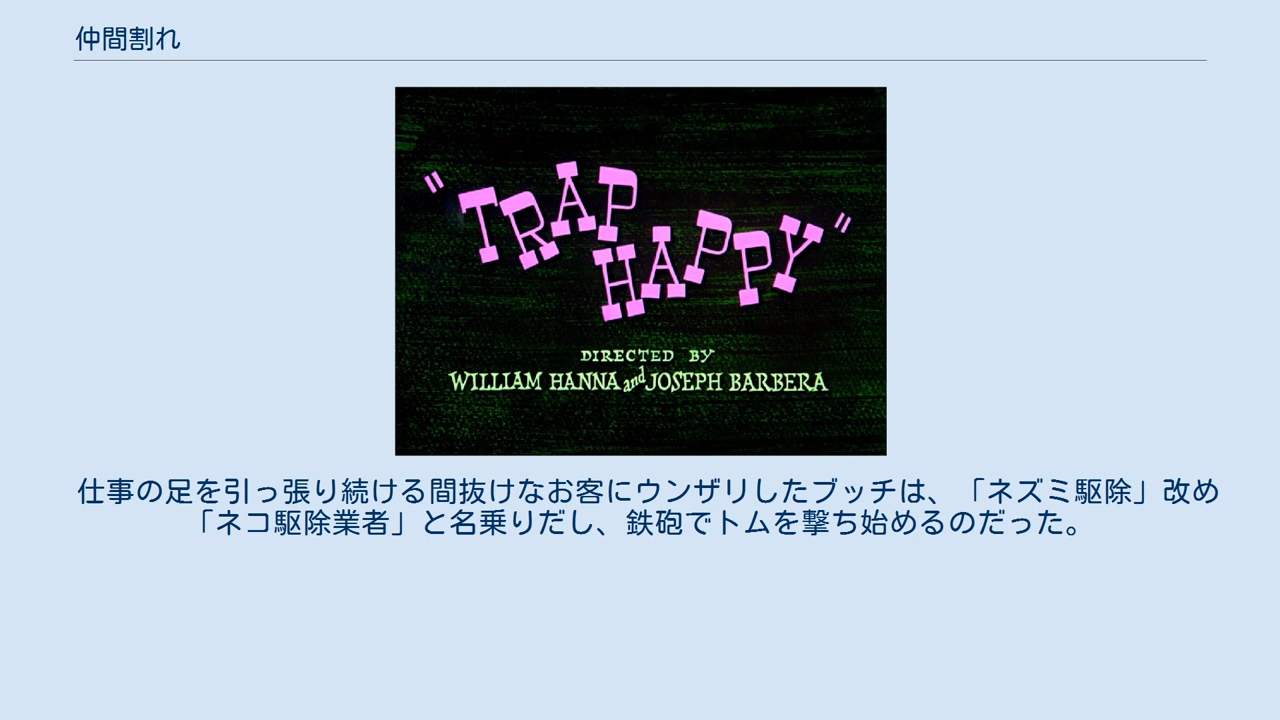 仲間割れ
"TRAP
HAPPY"
DIRECTED BY
WILLIAM HANNA and JOSEPH BARBERA
仕事の足を引っ張り続ける間抜けなお客にウンザリしたブッチは、「ネズミ駆除」改め
「ネコ駆除業者」と名乗りだし、鉄砲でトムを撃ち始めるのだった。